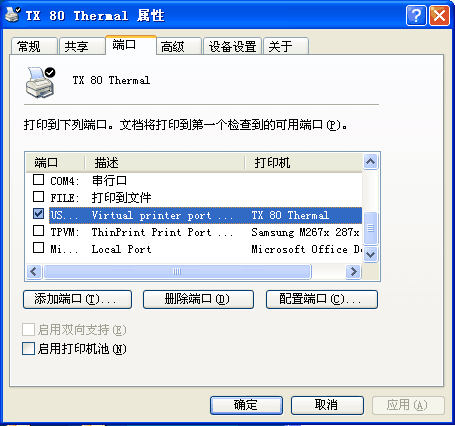 TX 80 Thermal 属性
常规 共享 端口 高级 设备设置 关于
TX 80 Thermal
打印到下列端口。文档将打印到第一个检查到的可用端口(P)。
端口 描述 打印机
COM4: 串行口
FILE: 打印到文件
US... Virtual printer port ... TX 80 Thermal
TPVM: ThinPrint Print Port ... Samsung M267x 287x
Mi... Local Port Microsoft Office Do
添加端口(T)... 删除端口(D) 配置端口(C)...
启用双向支持(E)
启用打印机池(N)
确定 取消 应用(A)